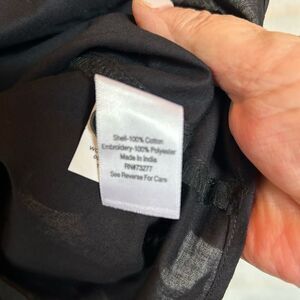 Shell-100% Cotton
Embroidery-100% Polyester
Made In India
RN#73277
See Reverse For Care